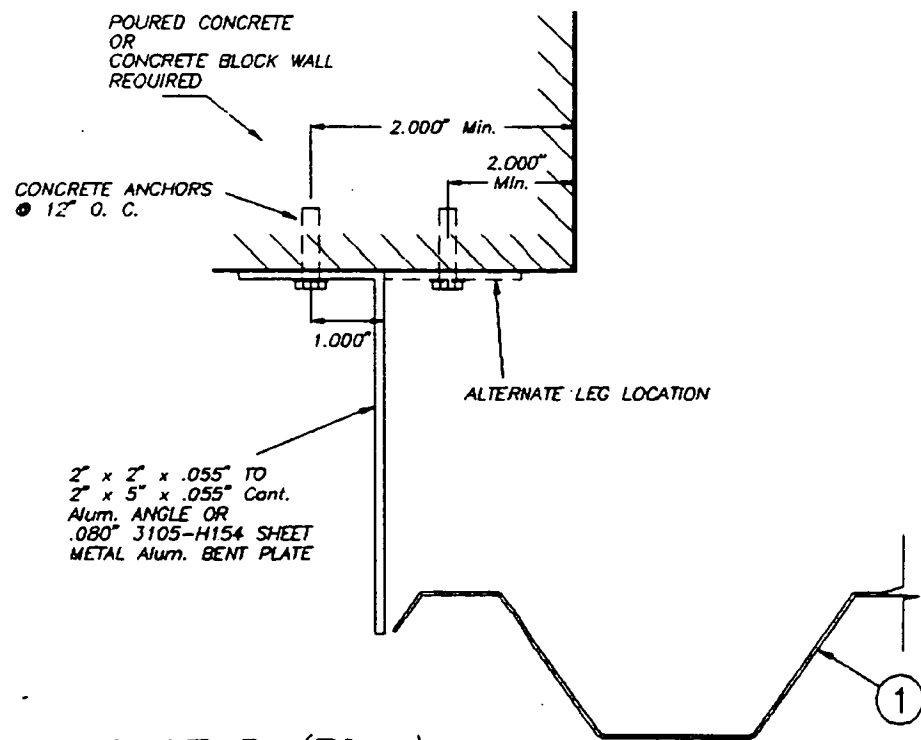 POURED CONCRETE
OR
CONCRETE BLOCK WALL
REQUIRED
2.000" Min.
2.000"
Min.
CONCRETE ANCHORS
@ 12" O. C.
1.000"
ALTERNATE LEG LOCATION
2" x 2" x .055" TO
2" x 5" x .055" Cont.
Alum. ANGLE OR
.080" 3105-H154 SHEET
METAL Alum. BENT PLATE
1